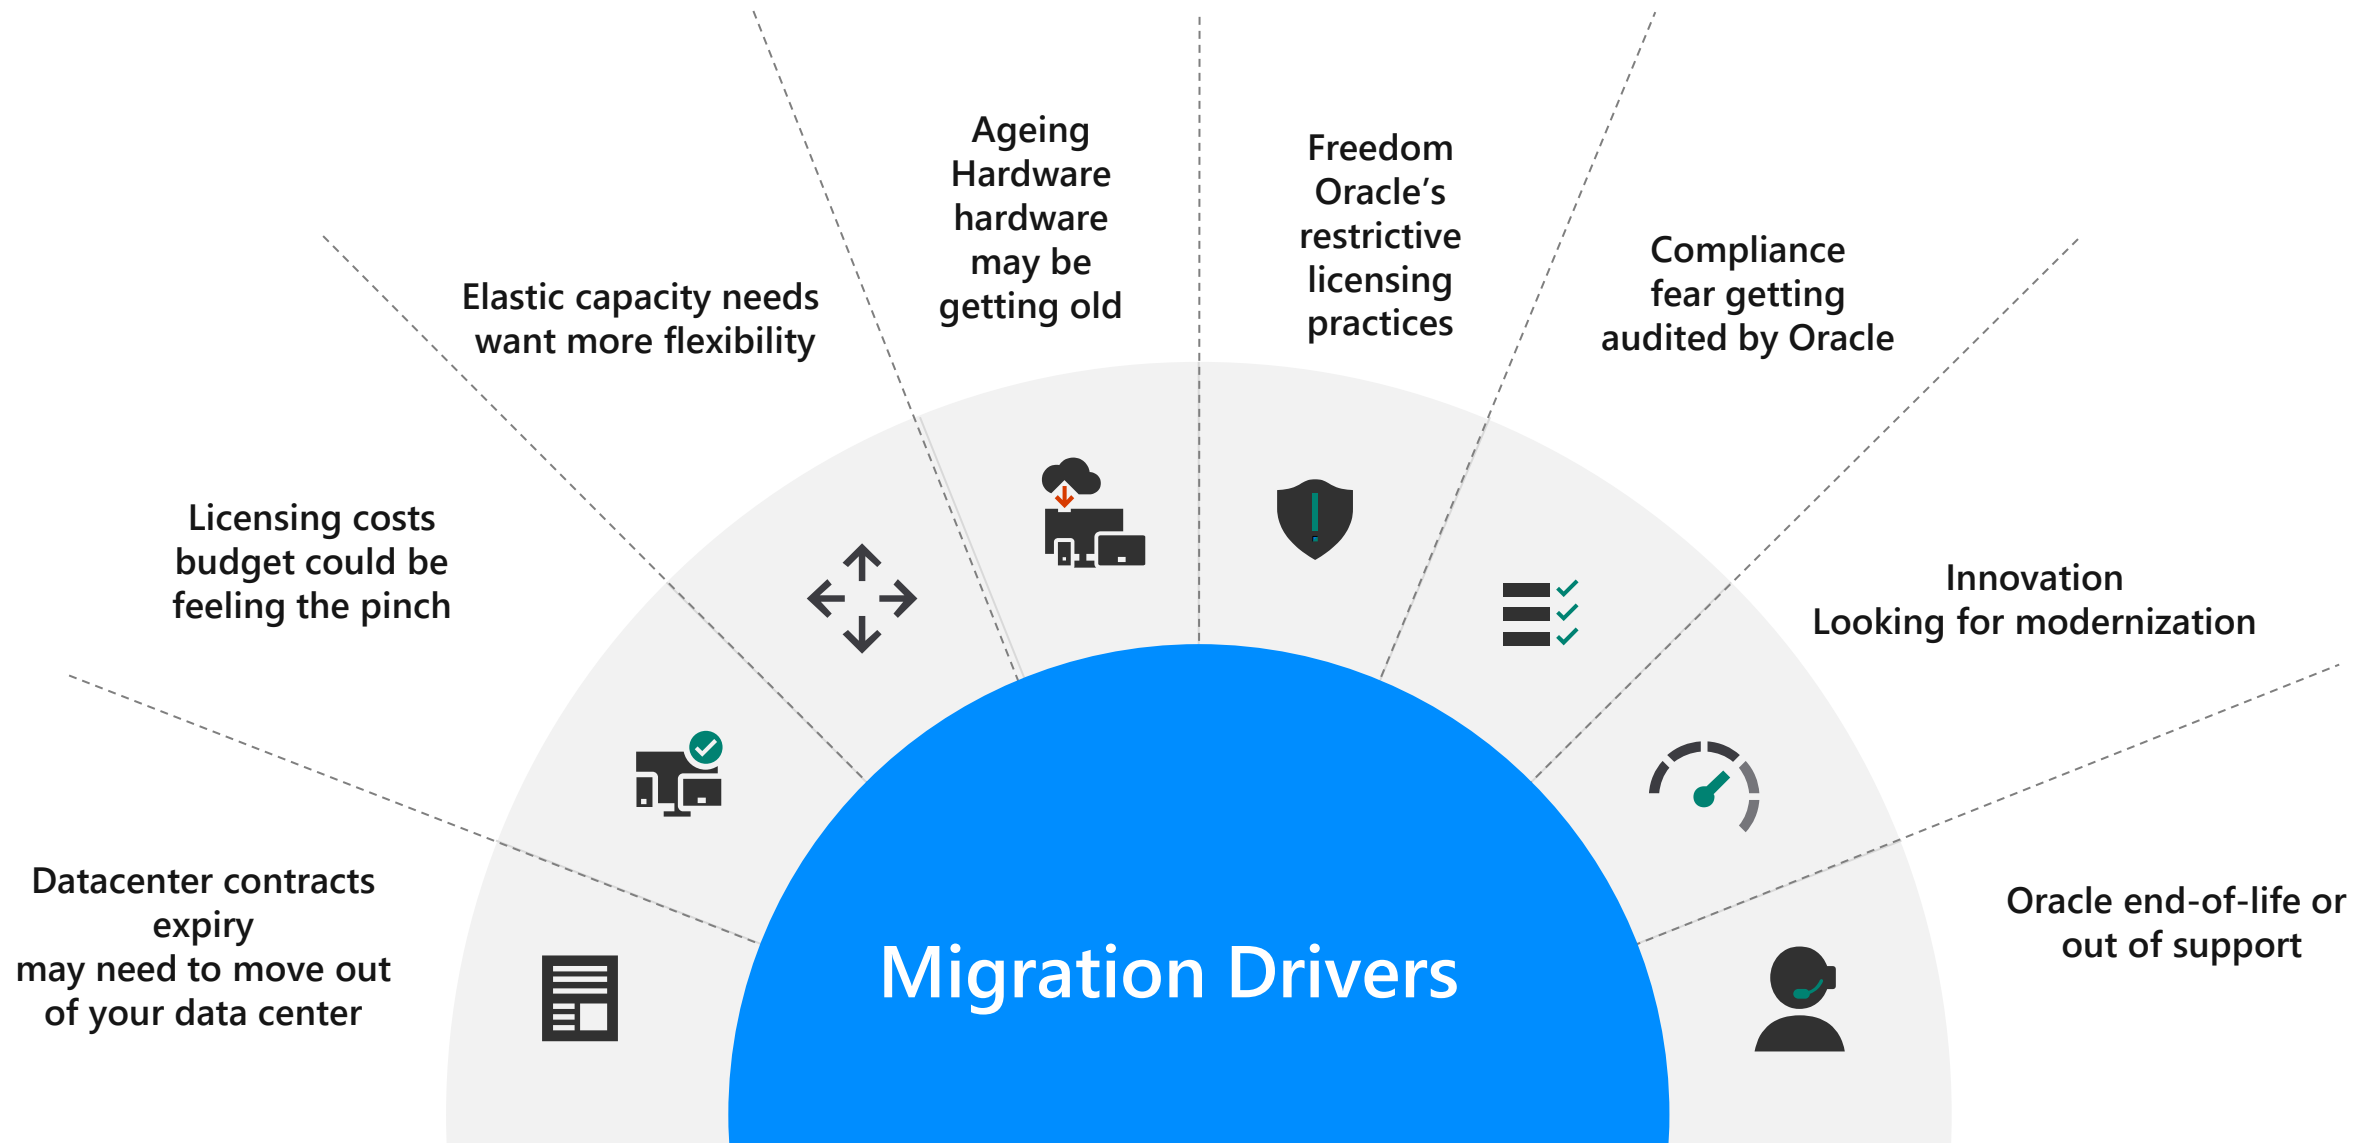 Datacenter contracts
expiry
may need to move out
of your data center
Licensing costs
budget could be
feeling the pinch
Elastic capacity needs
want more flexibility
Ageing
Hardware
hardware
may be
getting old
Freedom
Oracle’s
restrictive
licensing
practices
Compliance
fear getting
audited by Oracle
Innovation
Looking for modernization
Oracle end-of-life or
out of support
Migration Drivers